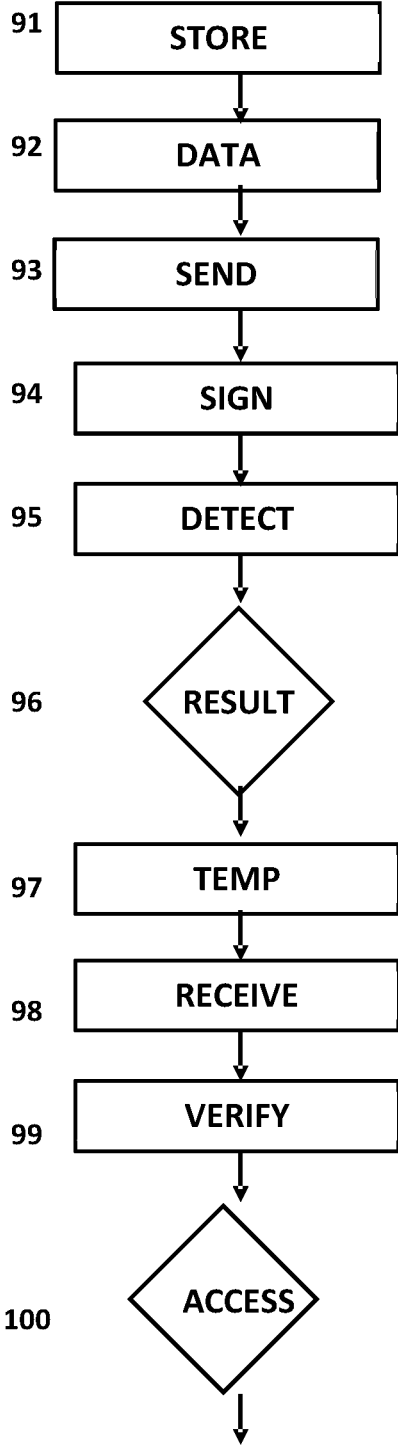 91 STORE
92 DATA
93 SEND
94 SIGN
95 DETECT
96 RESULT
97 TEMP
98 RECEIVE
99 VERIFY
100 ACCESS